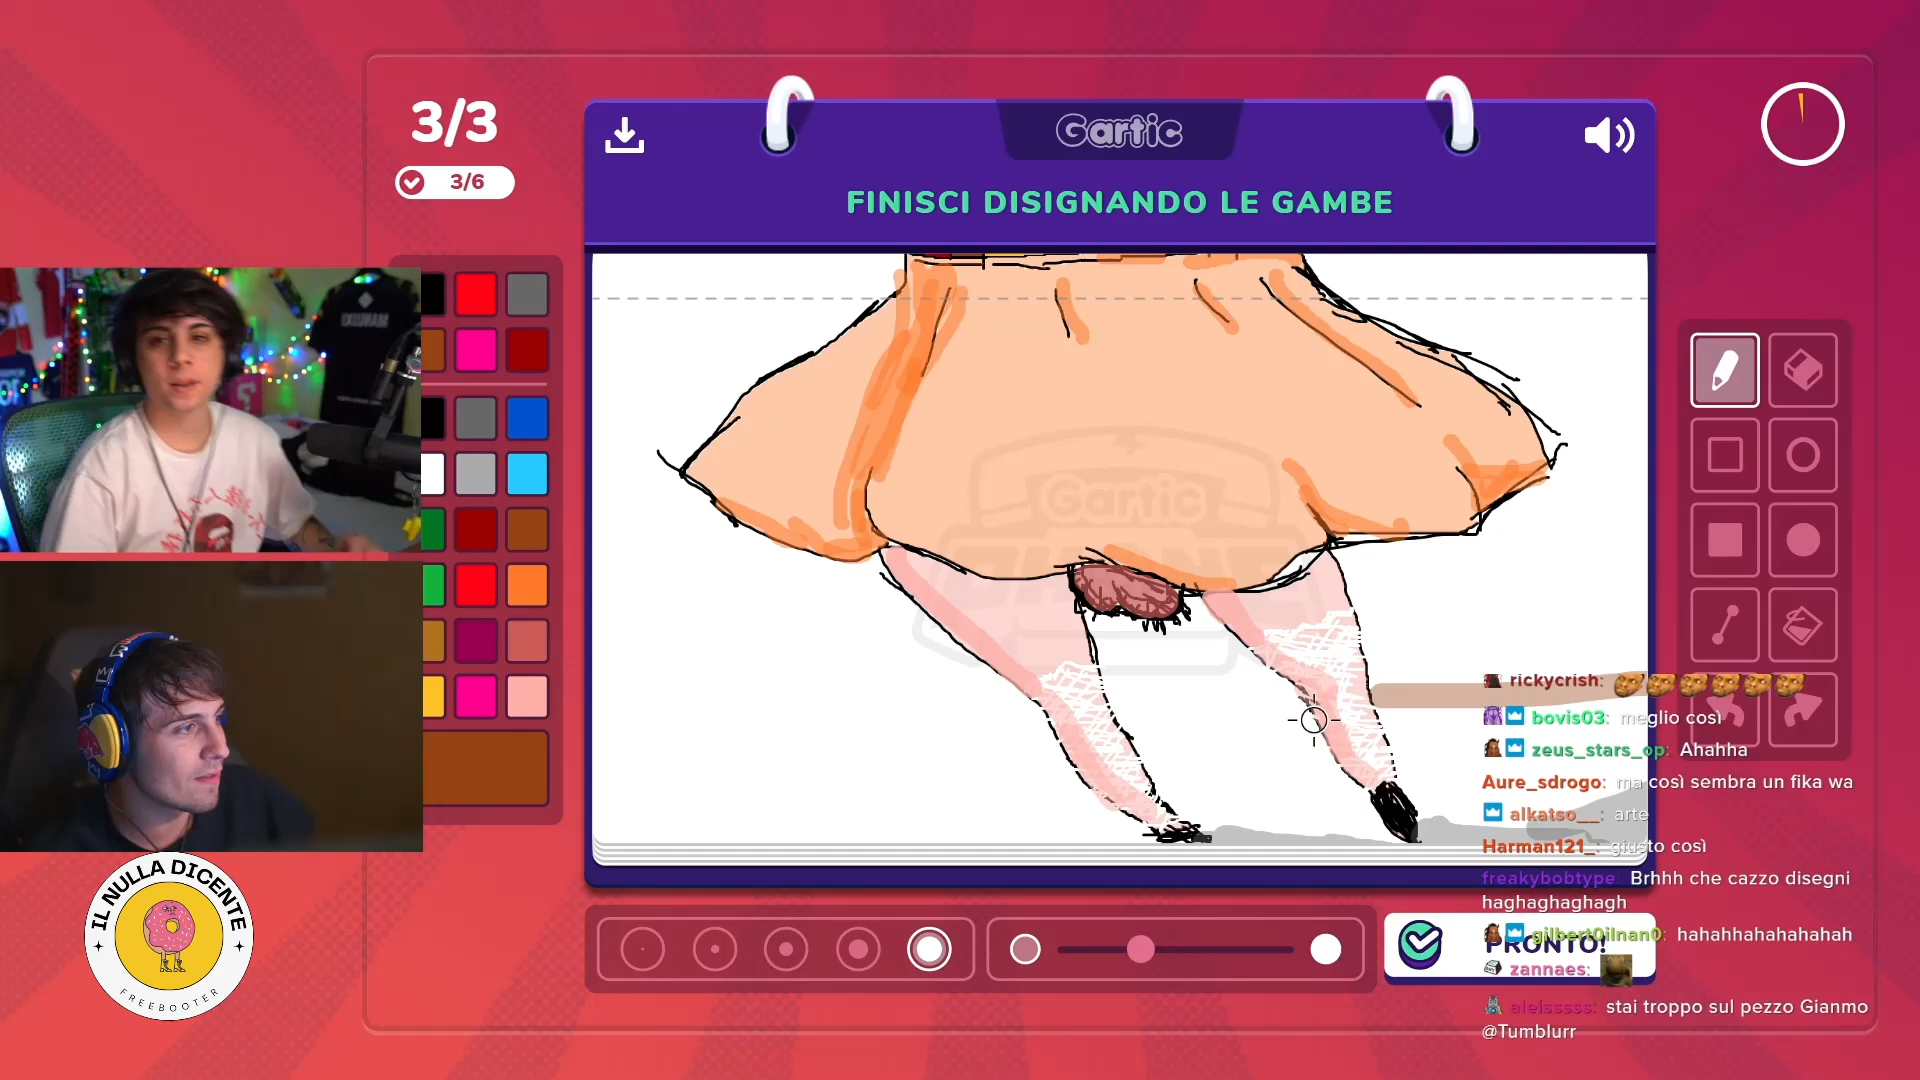 3/3
3/6
Gartic
FINISCI DISIGNANDO LE GAMBE
Gartic
rickycrish:
bovis03: meglio così
zeus_stars_op: Ahahha
Aure_sdrogo: ma così sembra un fika wa
alkatso__: arte
Harman121_: giusto così
freakybobtype: Brhhh che cazzo disegni
haghaghaghagh
gilbert0ilnan0: hahahhahahahahah
PRONTO!
zannaes:
aleisssss: stai troppo sul pezzo Gianmo
@Tumblurr
IL NULLA DICENTE
FREEBOOTER